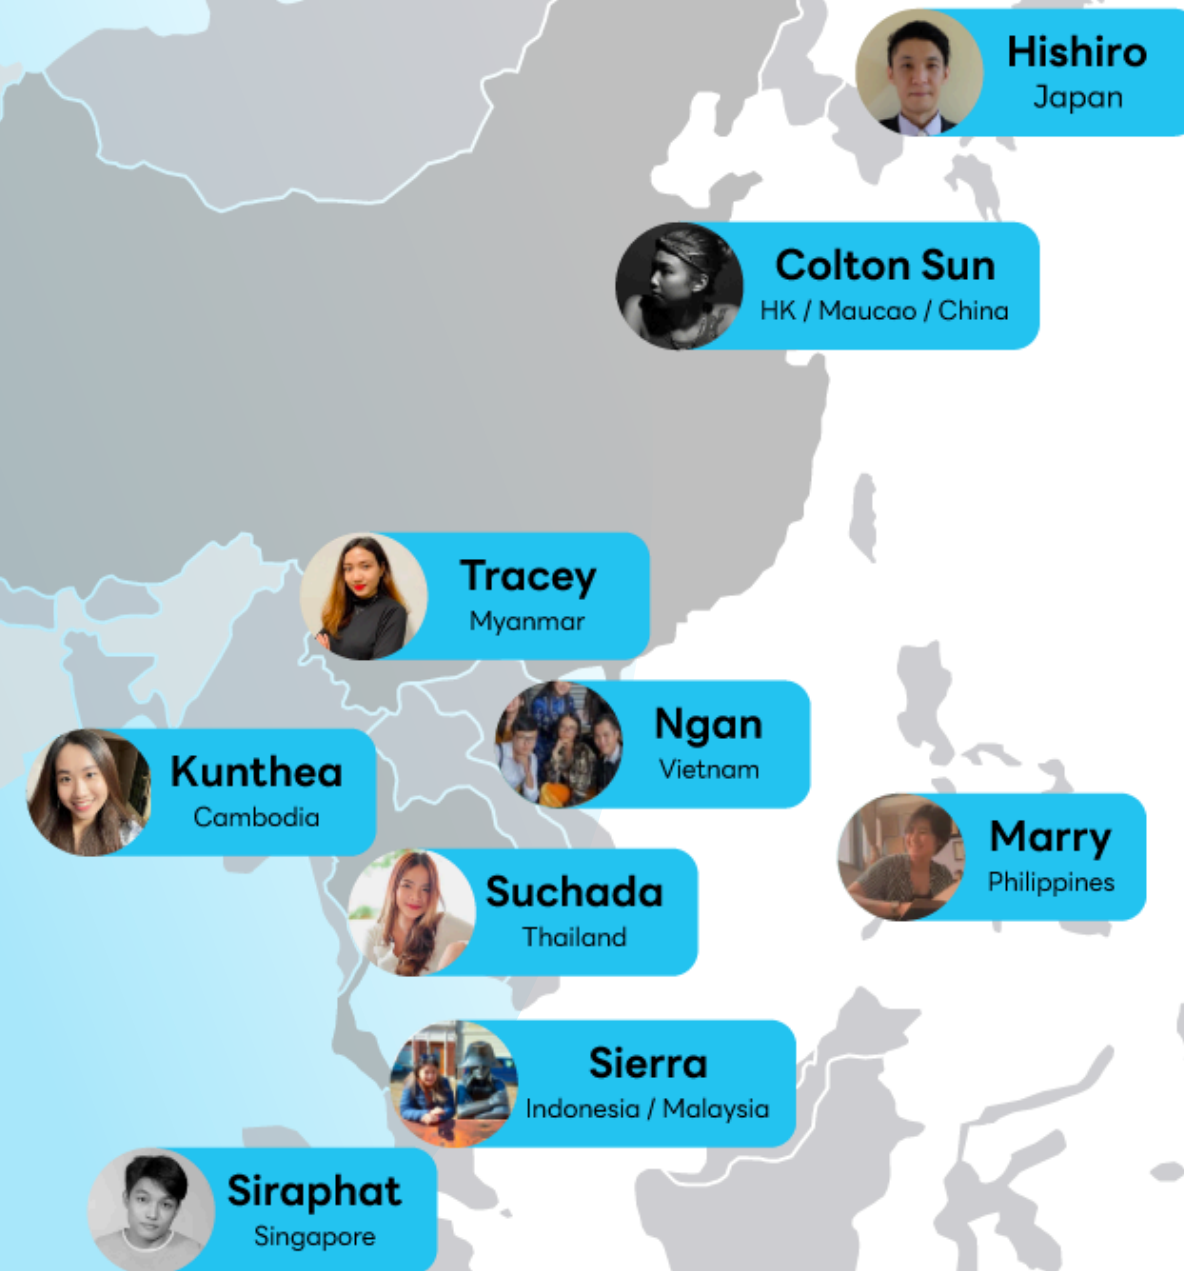 Hishiro
Japan
Colton Sun
HK / Maucao / China
Tracey
Myanmar
Ngan
Vietnam
Kunthea
Cambodia
Marry
Philippines
Suchada
Thailand
Sierra
Indonesia / Malaysia
Siraphat
Singapore